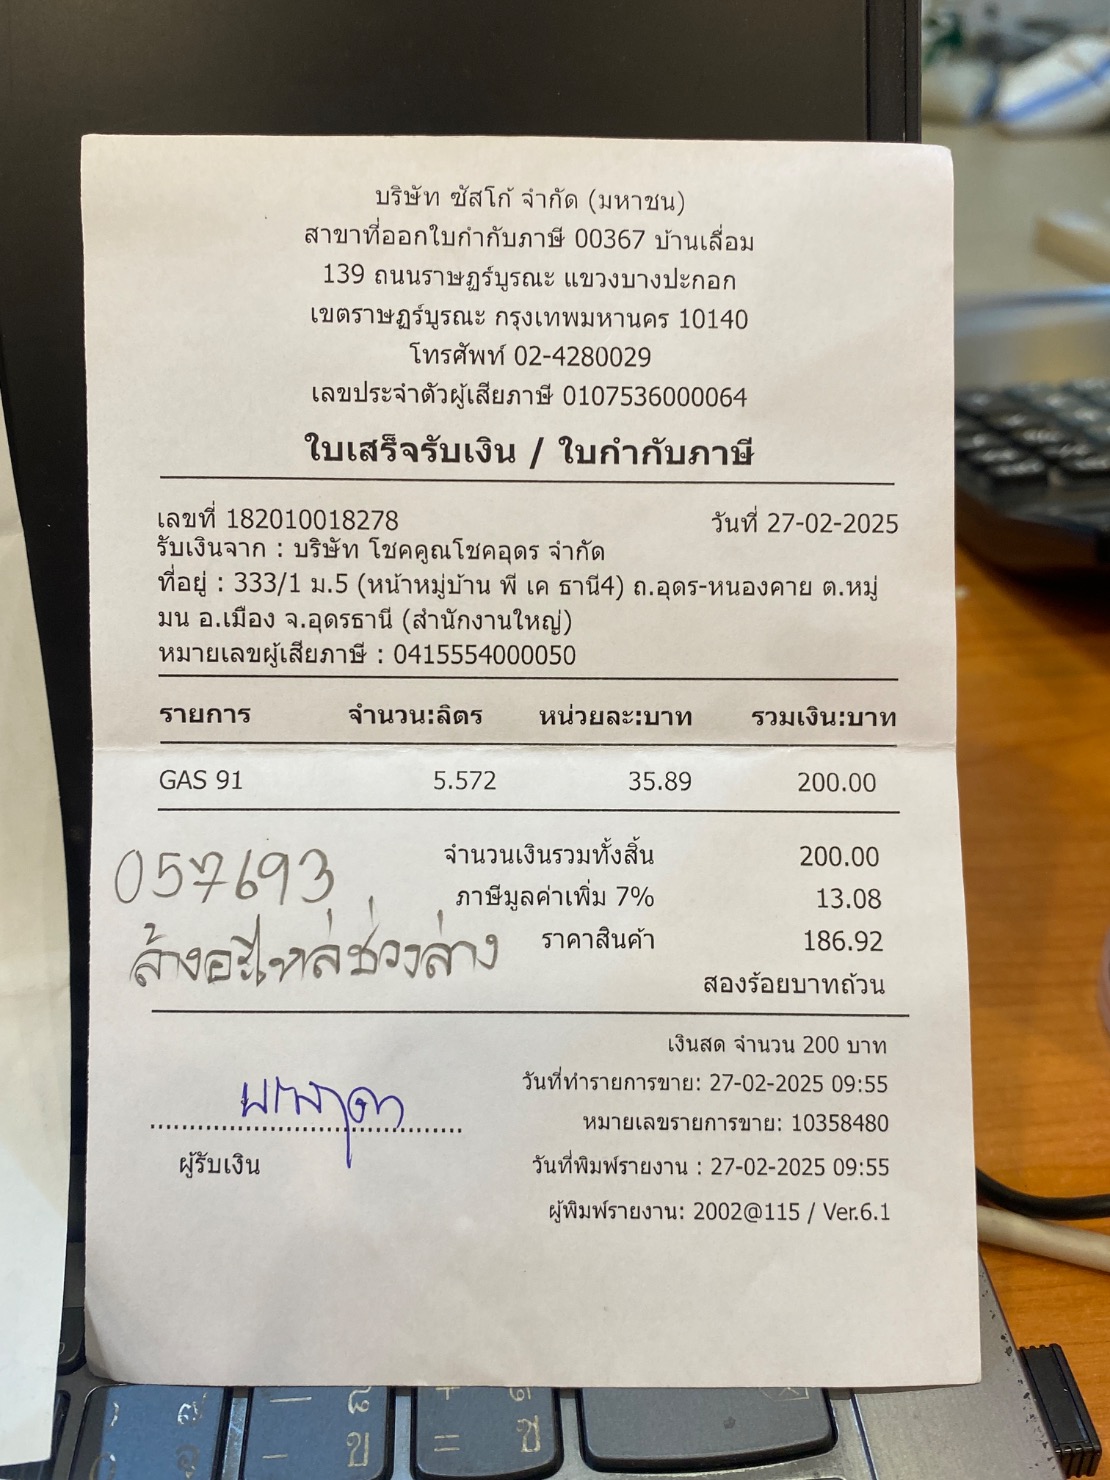 บริษัท ซัสโก้ จำกัด (มหาชน)
สาขาที่ออกใบกำกับภาษี 00367 บ้านเลื่อม
139 ถนนราษฏร์บูรณะ แขวงบางปะกอก
เขตราษฏร์บูรณะ กรุงเทพมหานคร 10140
โทรศัพท์ 02-4280029
เลขประจำตัวผู้เสียภาษี 0107536000064
ใบเสร็จรับเงิน / ใบกำกับภาษี
เลขที่ 182010018278 วันที่ 27-02-2025
รับเงินจาก : บริษัท โชคคูณโชคอุดร จำกัด
ที่อยู่ : 333/1 ม.5 (หน้าหมู่บ้าน พี เค ธานี4) ถ.อุดร-หนองคาย ต.หมู่
มน อ.เมือง จ.อุดรธานี (สำนักงานใหญ่)
หมายเลขผู้เสียภาษี : 0415554000050
รายการ จำนวน:ลิตร หน่วยละ:บาท รวมเงิน:บาท
GAS 91 5.572 35.89 200.00
จำนวนเงินรวมทั้งสิ้น 200.00
057693 ภาษีมูลค่าเพิ่ม 7% 13.08
ล้างอะไหล่ช่วงล่าง ราคาสินค้า 186.92
สองร้อยบาทถ้วน
เงินสด จำนวน 200 บาท
วันที่ทำรายการขาย: 27-02-2025 09:55
หมายเลขรายการขาย: 10358480
ผู้รับเงิน วันที่พิมพ์รายงาน : 27-02-2025 09:55
ผู้พิมพ์รายงาน: 2002@115 / Ver.6.1